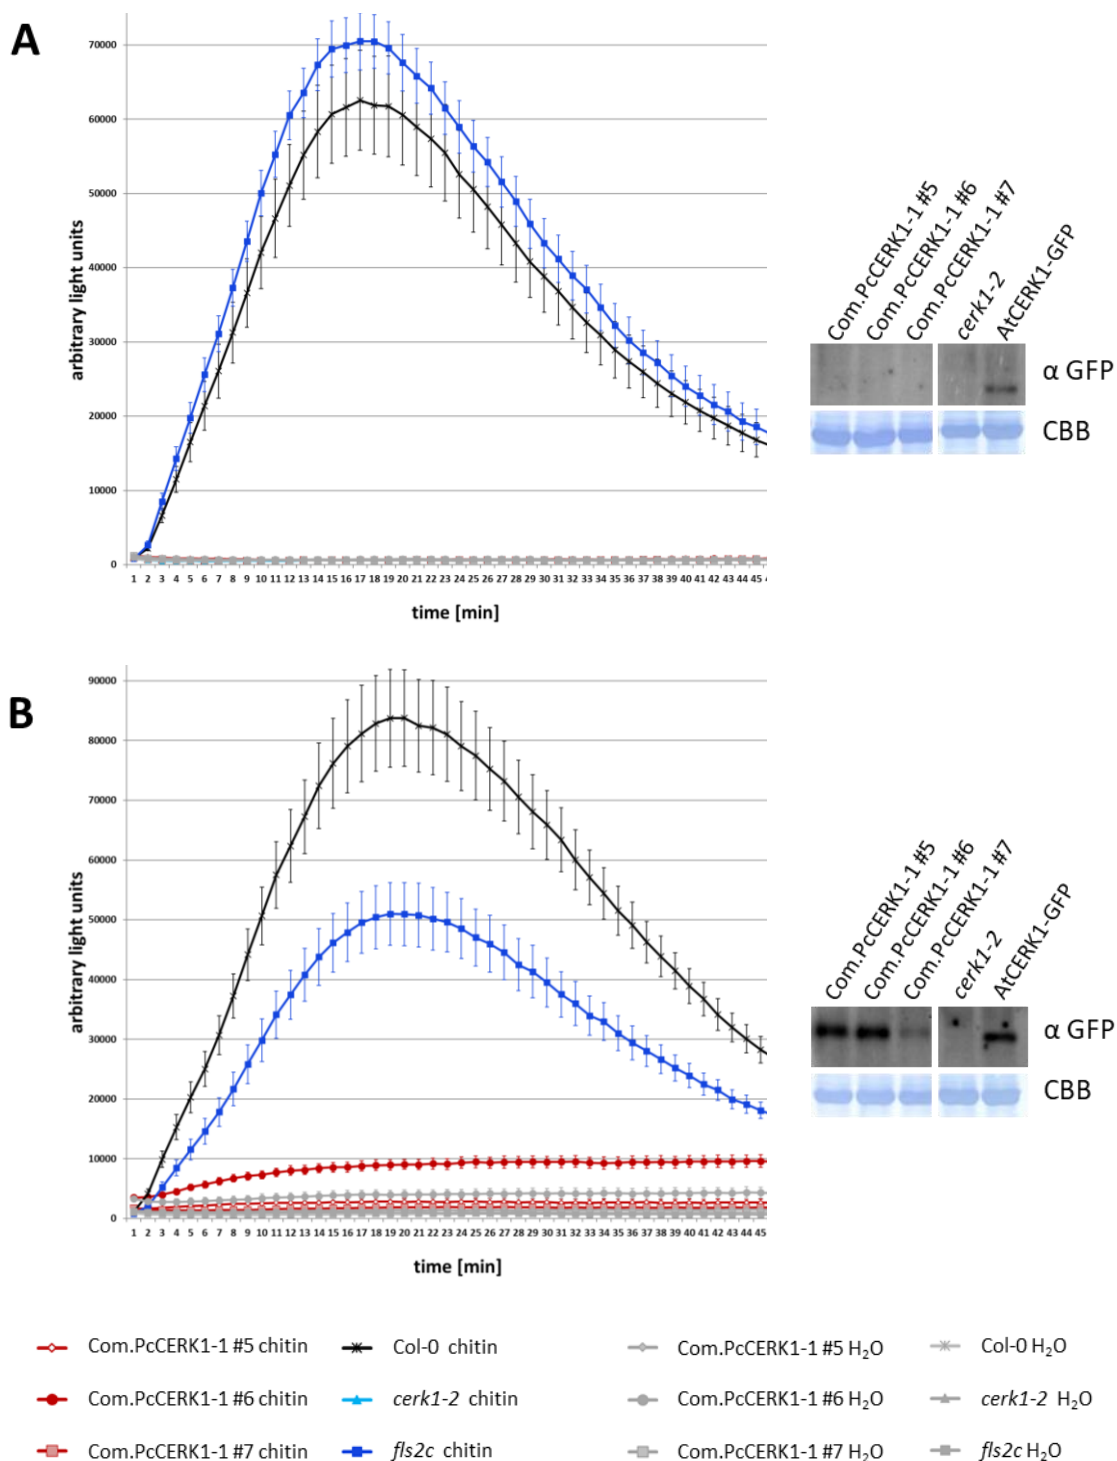 A
70000
60000
50000
40000
30000
20000
10000
0
arbitrary light units
1 2 3 4 5 6 7 8 9 10 11 12 13 14 15 16 17 18 19 20 21 22 23 24 25 26 27 28 29 30 31 32 33 34 35 36 37 38 39 40 41 42 43 44 45
time [min]
Com.PcCERK1-1 #5
Com.PcCERK1-1 #6
Com.PcCERK1-1 #7
cerk1-2
AtCERK1-GFP
α GFP
CBB
B
90000
80000
70000
60000
50000
40000
30000
20000
10000
0
arbitrary light units
1 2 3 4 5 6 7 8 9 10 11 12 13 14 15 16 17 18 19 20 21 22 23 24 25 26 27 28 29 30 31 32 33 34 35 36 37 38 39 40 41 42 43 44 45
time [min]
Com.PcCERK1-1 #5
Com.PcCERK1-1 #6
Com.PcCERK1-1 #7
cerk1-2
AtCERK1-GFP
α GFP
CBB
Com.PcCERK1-1 #5 chitin Col-0 chitin Com.PcCERK1-1 #5 H₂O Col-0 H₂O
Com.PcCERK1-1 #6 chitin cerk1-2 chitin Com.PcCERK1-1 #6 H₂O cerk1-2 H₂O
Com.PcCERK1-1 #7 chitin fls2c chitin Com.PcCERK1-1 #7 H₂O fls2c H₂O